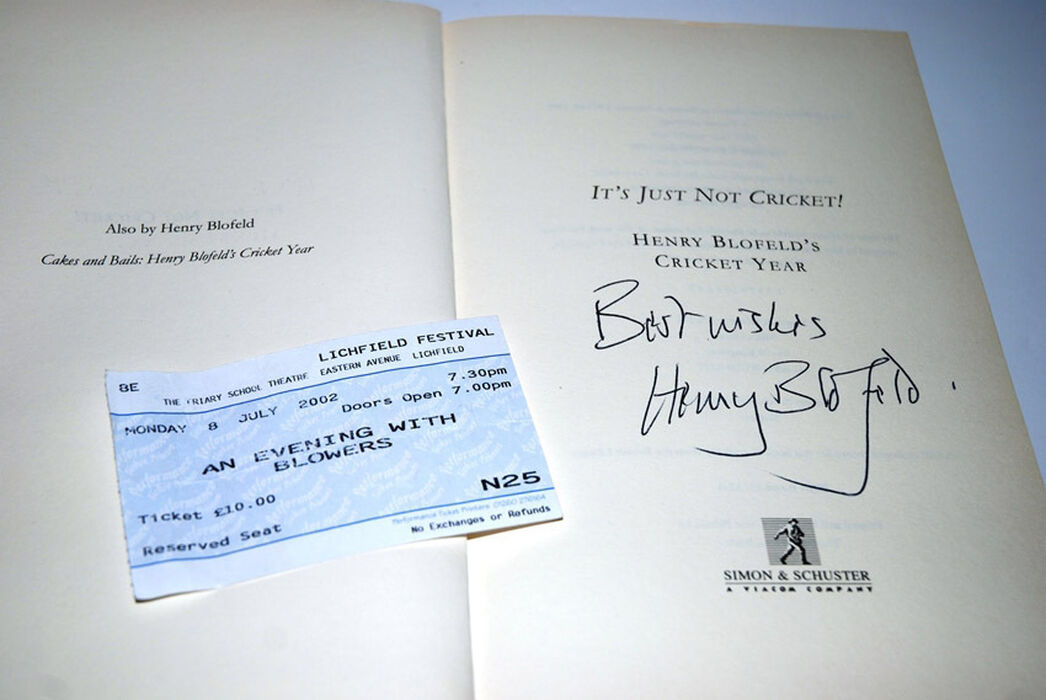 Also by Henry Blofeld
Cakes and Bails: Henry Blofeld's Cricket Year
LICHFIELD FESTIVAL
8E
THE FRIARY SCHOOL THEATRE EASTERN AVENUE LICHFIELD
7.30pm
MONDAY 8 JULY 2002 Doors Open 7.00pm
AN EVENING WITH
BLOWERS
N25
Ticket £10.00
Reserved Seat
No Exchanges or Refunds
IT'S JUST NOT CRICKET!
HENRY BLOFELD'S
CRICKET YEAR
Best wishes
Henry Blofeld.
SIMON & SCHUSTER
A VIACOM COMPANY